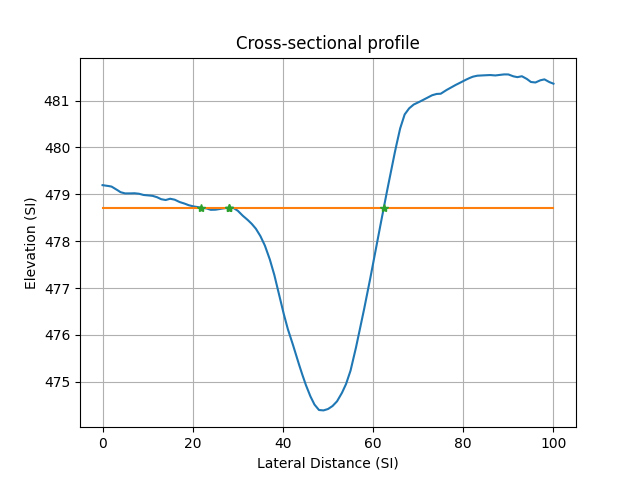 Cross-sectional profile
Elevation (SI)
481
480
479
478
477
476
475
0 20 40 60 80 100
Lateral Distance (SI)